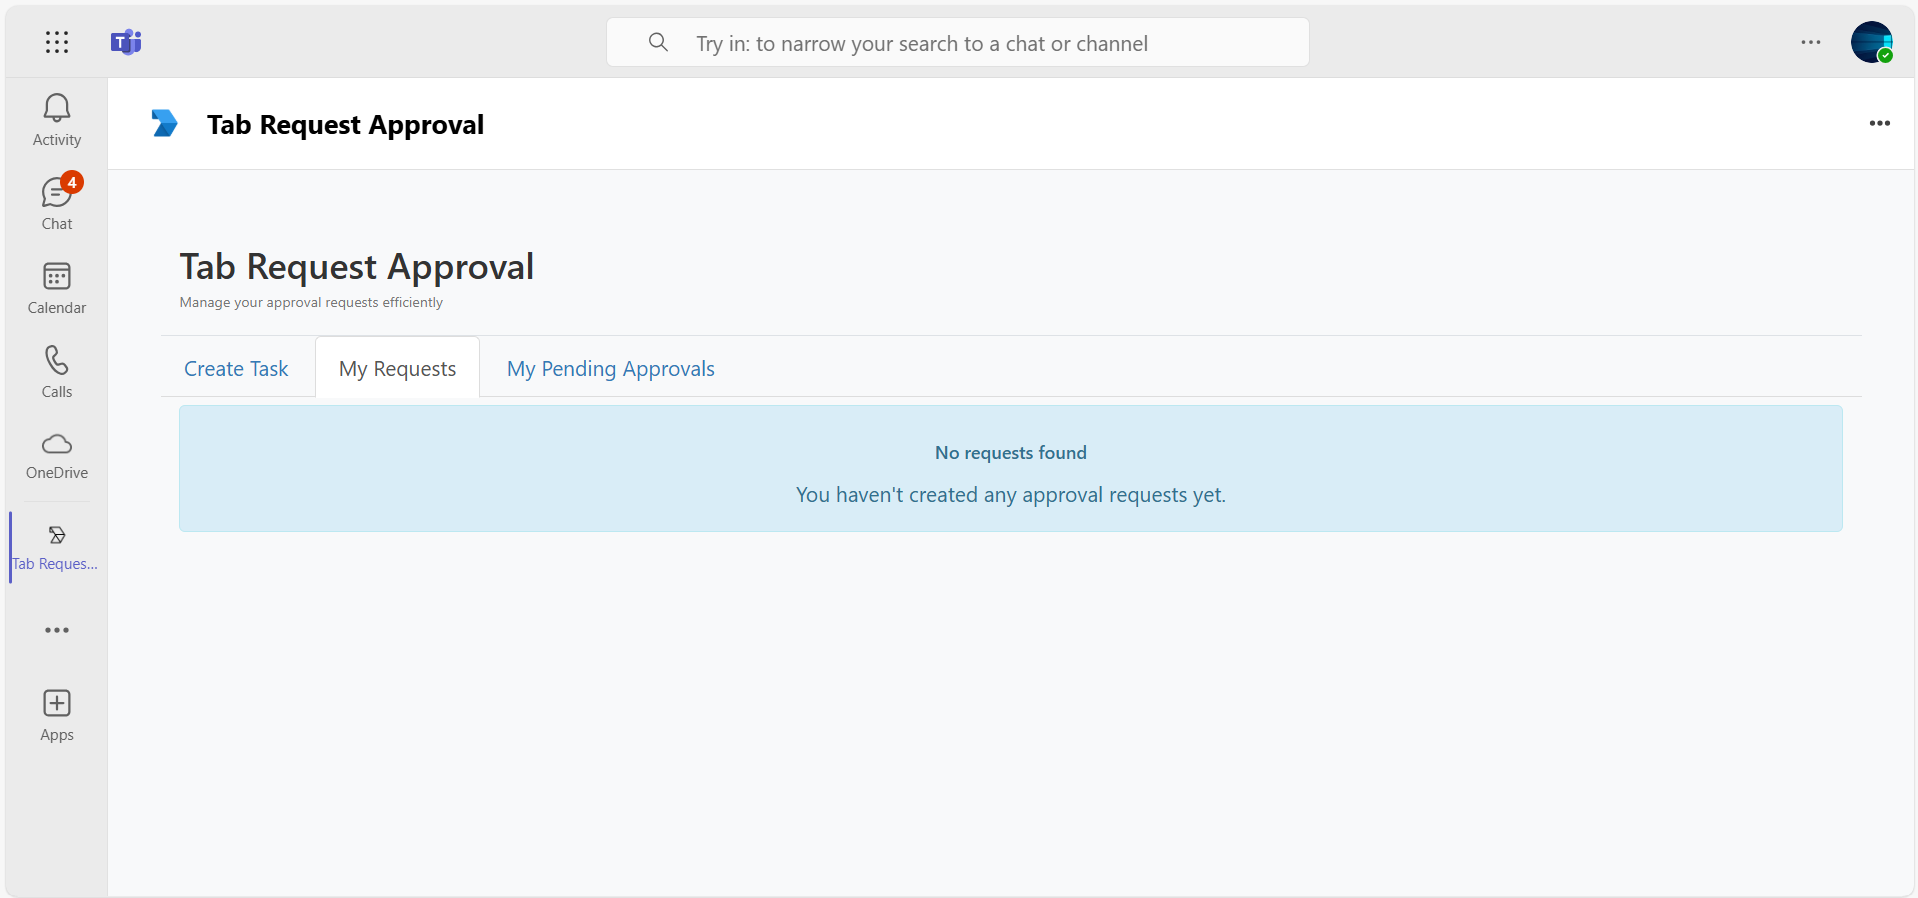 T
Try in: to narrow your search to a chat or channel
Activity
4
Chat
Calendar
Calls
OneDrive
Tab Reques...
Apps
Tab Request Approval
Tab Request Approval
Manage your approval requests efficiently
Create Task
My Requests
My Pending Approvals
No requests found
You haven't created any approval requests yet.